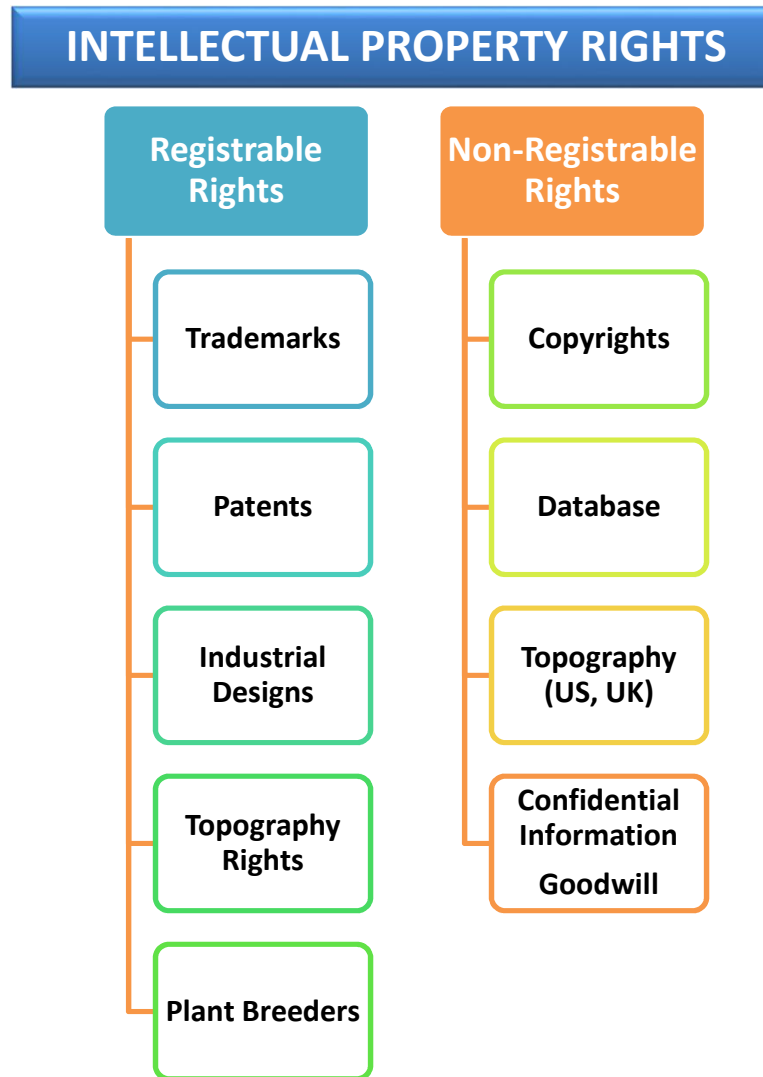 INTELLECTUAL PROPERTY RIGHTS
Registrable
Rights
Trademarks
Patents
Industrial
Designs
Topography
Rights
Plant Breeders
Non-Registrable
Rights
Copyrights
Database
Topography
(US, UK)
Confidential
Information
Goodwill